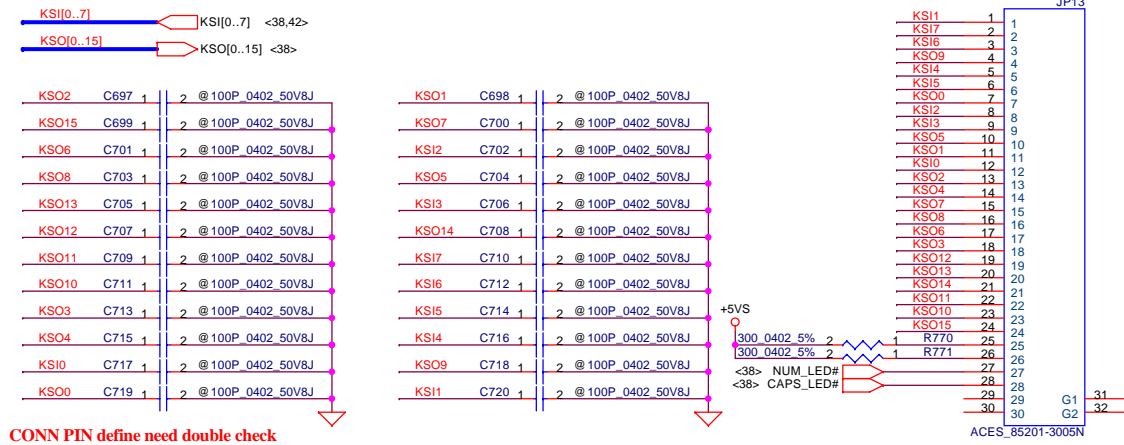 KSI[0..7] KSI[0..7] <38,42>
KSO[0..15] KSO[0..15] <38>
KSO2 C697 1 2 @100P_0402_50V8J
KSO15 C699 1 2 @100P_0402_50V8J
KSO6 C701 1 2 @100P_0402_50V8J
KSO8 C703 1 2 @100P_0402_50V8J
KSO13 C705 1 2 @100P_0402_50V8J
KSO12 C707 1 2 @100P_0402_50V8J
KSO11 C709 1 2 @100P_0402_50V8J
KSO10 C711 1 2 @100P_0402_50V8J
KSO3 C713 1 2 @100P_0402_50V8J
KSO4 C715 1 2 @100P_0402_50V8J
KSI0 C717 1 2 @100P_0402_50V8J
KSO0 C719 1 2 @100P_0402_50V8J
CONN PIN define need double check
KSO1 C698 1 2 @100P_0402_50V8J
KSO7 C700 1 2 @100P_0402_50V8J
KSI2 C702 1 2 @100P_0402_50V8J
KSO5 C704 1 2 @100P_0402_50V8J
KSI3 C706 1 2 @100P_0402_50V8J
KSO14 C708 1 2 @100P_0402_50V8J
KSI7 C710 1 2 @100P_0402_50V8J
KSI6 C712 1 2 @100P_0402_50V8J
KSI5 C714 1 2 @100P_0402_50V8J
KSI4 C716 1 2 @100P_0402_50V8J
KSO9 C718 1 2 @100P_0402_50V8J
KSI1 C720 1 2 @100P_0402_50V8J
JP13
KSI1 1 1
KSI7 2 2
KSI6 3 3
KSO9 4 4
KSI4 5 5
KSI5 6 6
KSO0 7 7
KSI2 8 8
KSI3 9 9
KSO5 10 10
KSO1 11 11
KSI0 12 12
KSO2 13 13
KSO4 14 14
KSO7 15 15
KSO8 16 16
KSO6 17 17
KSO3 18 18
KSO12 19 19
KSO13 20 20
KSO14 21 21
KSO11 22 22
KSO10 23 23
KSO15 24 24
+5VS
300_0402_5% 2 1 R770 25 25
300_0402_5% 2 1 R771 26 26
<38> NUM_LED# 27 27
<38> CAPS_LED# 28 28
29 29 G1 31
30 30 G2 32
ACES_85201-3005N